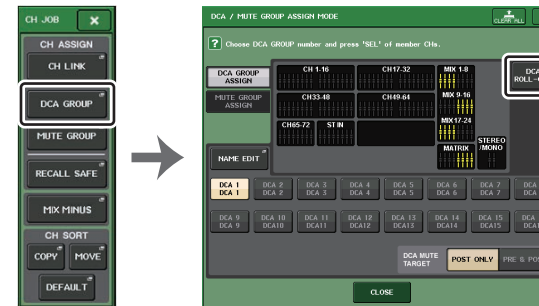 CH JOB
CH ASSIGN
CH LINK
DCA GROUP
MUTE GROUP
RECALL SAFE
MIX MINUS
CH SORT
COPY MOVE
DEFAULT
DCA / MUTE GROUP ASSIGN MODE
CLEAR ALL
? Choose DCA GROUP number and press 'SEL' of member CHs.
DCA GROUP ASSIGN
MUTE GROUP ASSIGN
CH 1-16 CH17-32 MIX 1-8
CH33-48 CH49-64 MIX 9-16
CH65-72 ST IN MIX17-24
MATRIX STEREO /MONO
DCA
ROLL-
NAME EDIT
DCA 1 DCA 2 DCA 3 DCA 4 DCA 5 DCA 6 DCA 7 DCA
DCA 1 DCA 2 DCA 3 DCA 4 DCA 5 DCA 6 DCA 7 DCA
DCA 9 DCA 10 DCA 11 DCA 12 DCA 13 DCA 14 DCA 15 DCA
DCA 9 DCA10 DCA11 DCA12 DCA13 DCA14 DCA15 DCA
DCA MUTE TARGET POST ONLY PRE & PO
CLOSE